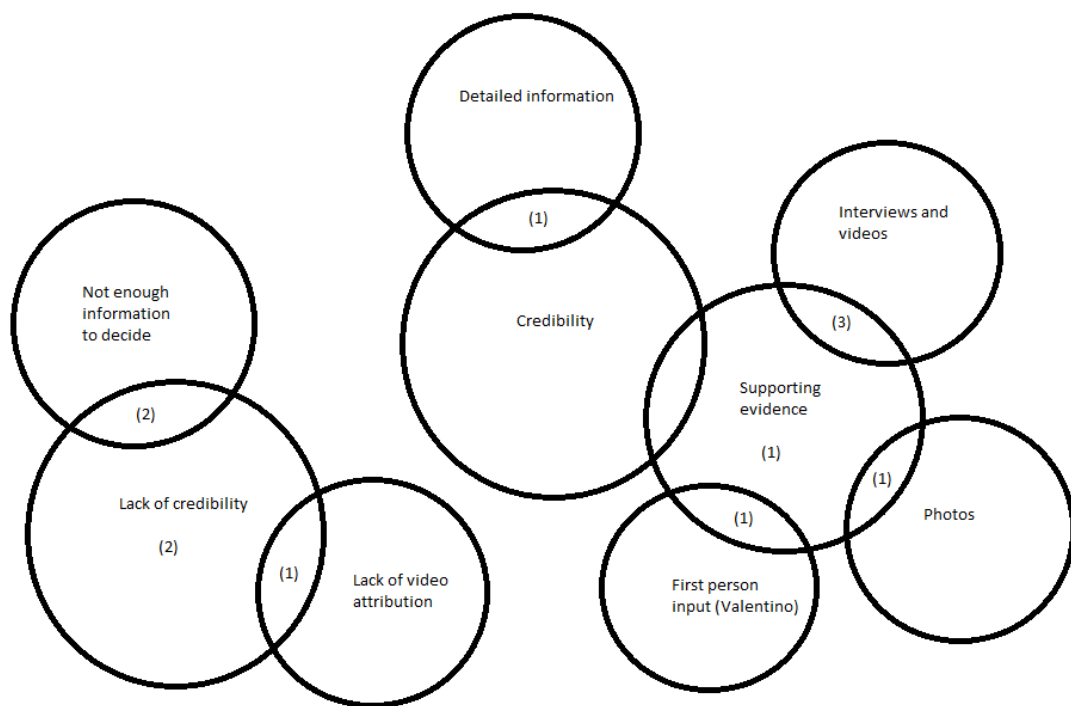 Detailed information
(1)
Interviews and
videos
Not enough
information
to decide
Credibility
(3)
Supporting
evidence
(1)
(2)
Lack of credibility
(2)
(1)
Lack of video
attribution
(1)
Photos
(1)
First person
input (Valentino)